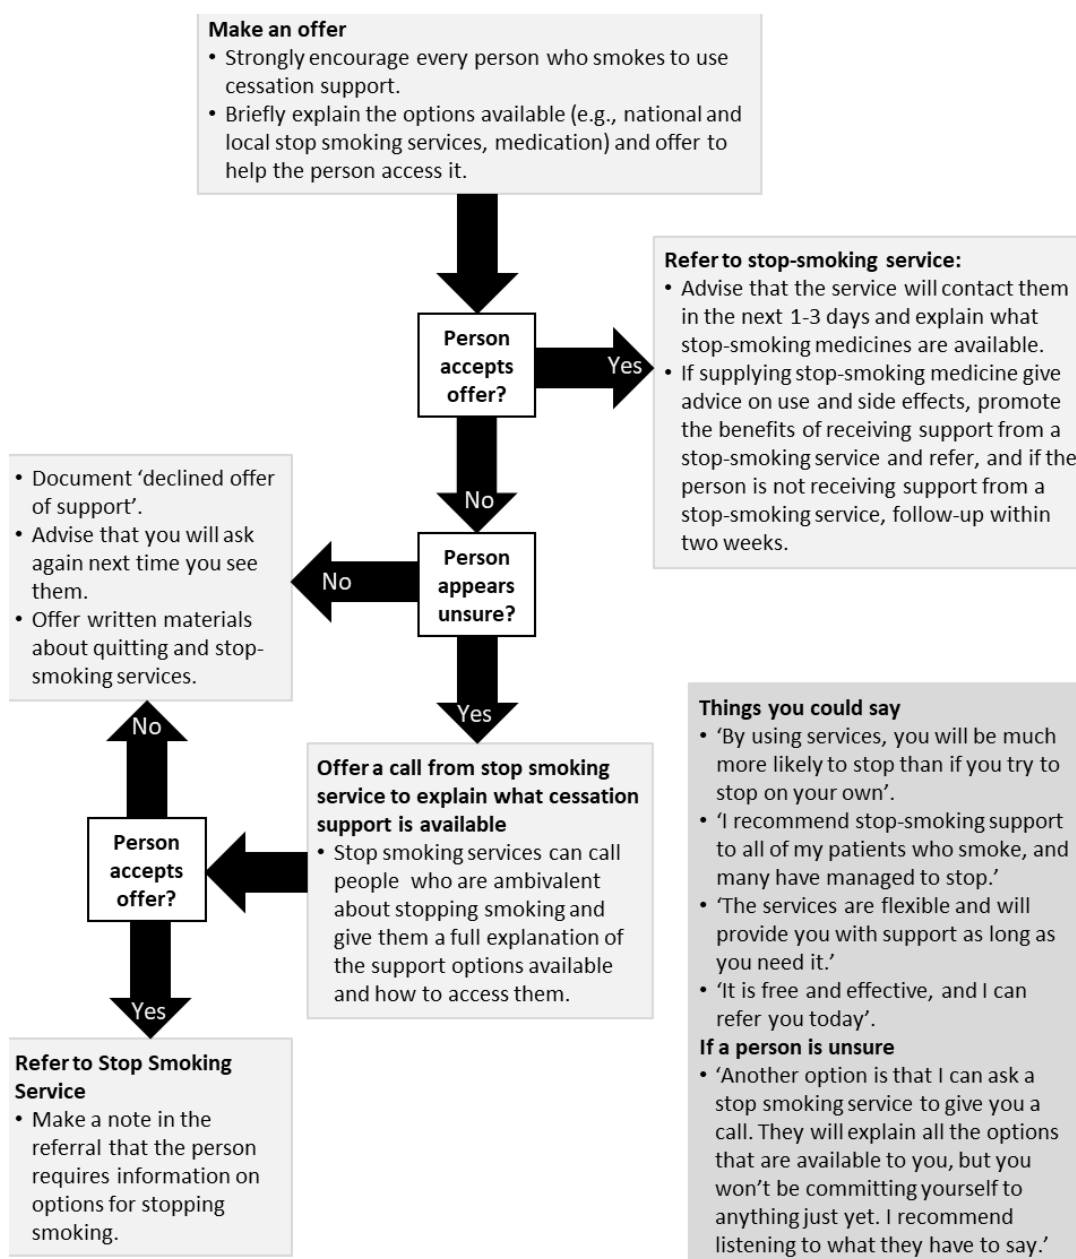 Make an offer
• Strongly encourage every person who smokes to use
cessation support.
• Briefly explain the options available (e.g., national and
local stop smoking services, medication) and offer to
help the person access it.
Person
accepts
offer?
Yes
Refer to stop-smoking service:
• Advise that the service will contact them
in the next 1-3 days and explain what
stop-smoking medicines are available.
• If supplying stop-smoking medicine give
advice on use and side effects, promote
the benefits of receiving support from a
stop-smoking service and refer, and if the
person is not receiving support from a
stop-smoking service, follow-up within
two weeks.
No
Person
appears
unsure?
No
• Document ‘declined offer
of support’.
• Advise that you will ask
again next time you see
them.
• Offer written materials
about quitting and stop-
smoking services.
Yes
Offer a call from stop smoking
service to explain what cessation
support is available
• Stop smoking services can call
people who are ambivalent
about stopping smoking and
give them a full explanation of
the support options available
and how to access them.
Person
accepts
offer?
No
Yes
Refer to Stop Smoking
Service
• Make a note in the
referral that the person
requires information on
options for stopping
smoking.
Things you could say
• ‘By using services, you will be much
more likely to stop than if you try to
stop on your own’.
• ‘I recommend stop-smoking support
to all of my patients who smoke, and
many have managed to stop.’
• ‘The services are flexible and will
provide you with support as long as
you need it.’
• ‘It is free and effective, and I can
refer you today’.
If a person is unsure
• ‘Another option is that I can ask a
stop smoking service to give you a
call. They will explain all the options
that are available to you, but you
won’t be committing yourself to
anything just yet. I recommend
listening to what they have to say.’